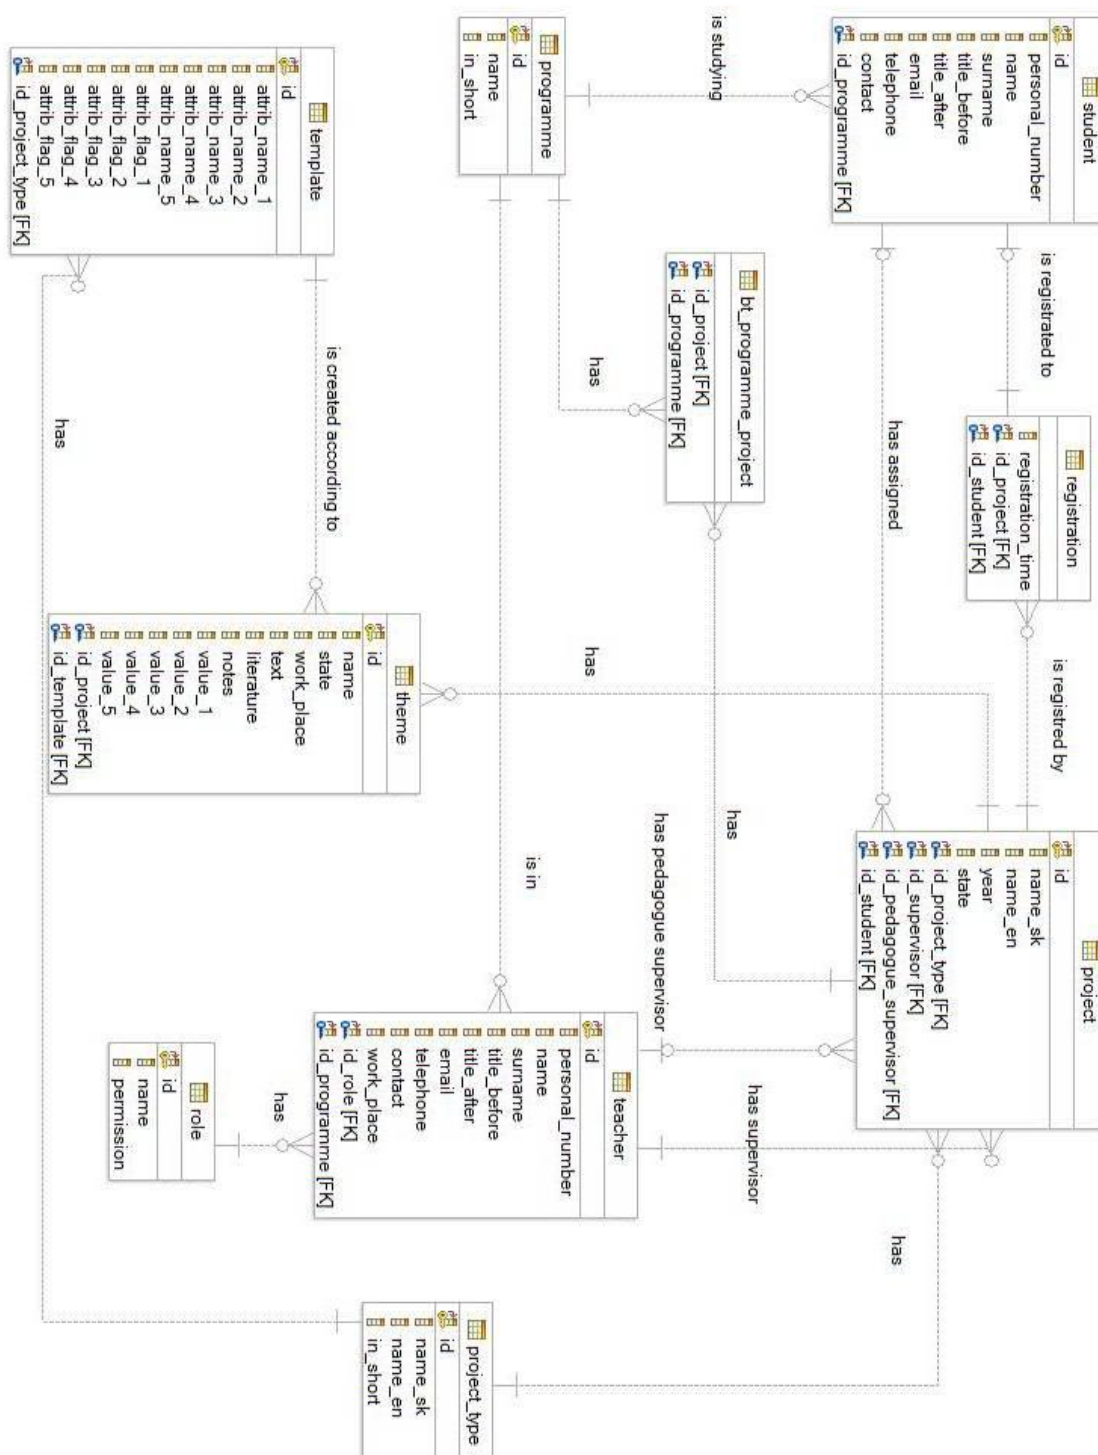 student
id
personal_number
name
surname
title_before
title_after
email
telephone
contact
id_programme [FK]
is registrated to
registration
registration_time
id_project [FK]
id_student [FK]
is registred by
project
id
name_sk
name_en
year
state
id_project_type [FK]
id_supervisor [FK]
id_pedagogue_supervisor [FK]
id_student [FK]
is studying
has assigned
programme
id
name
in_short
has
bt_programme_project
id_project [FK]
id_programme [FK]
has
has
has pedagogue supervisor
has supervisor
has
is in
template
id
attrib_name_1
attrib_name_2
attrib_name_3
attrib_name_4
attrib_name_5
attrib_flag_1
attrib_flag_2
attrib_flag_3
attrib_flag_4
attrib_flag_5
id_project_type [FK]
is created according to
theme
id
name
state
work_place
text
literature
notes
value_1
value_2
value_3
value_4
value_5
id_project [FK]
id_template [FK]
teacher
id
personal_number
name
surname
title_before
title_after
email
telephone
contact
work_place
id_role [FK]
id_programme [FK]
project_type
id
name_sk
name_en
in_short
has
has
role
id
name
permission